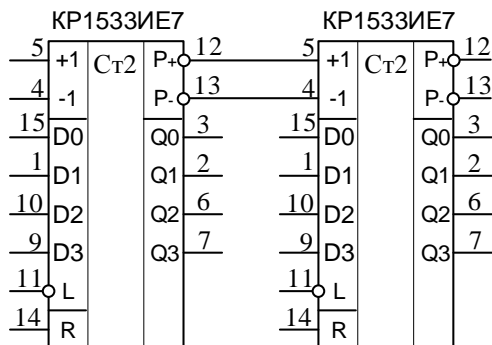 КР1533ИЕ7 КР1533ИЕ7
5 +1 Ст2 P+ 12 5 +1 Ст2 P+ 12
4 -1 P- 13 4 -1 P- 13
15 D0 Q0 3 15 D0 Q0 3
1 D1 Q1 2 1 D1 Q1 2
10 D2 Q2 6 10 D2 Q2 6
9 D3 Q3 7 9 D3 Q3 7
11 L 11 L
14 R 14 R